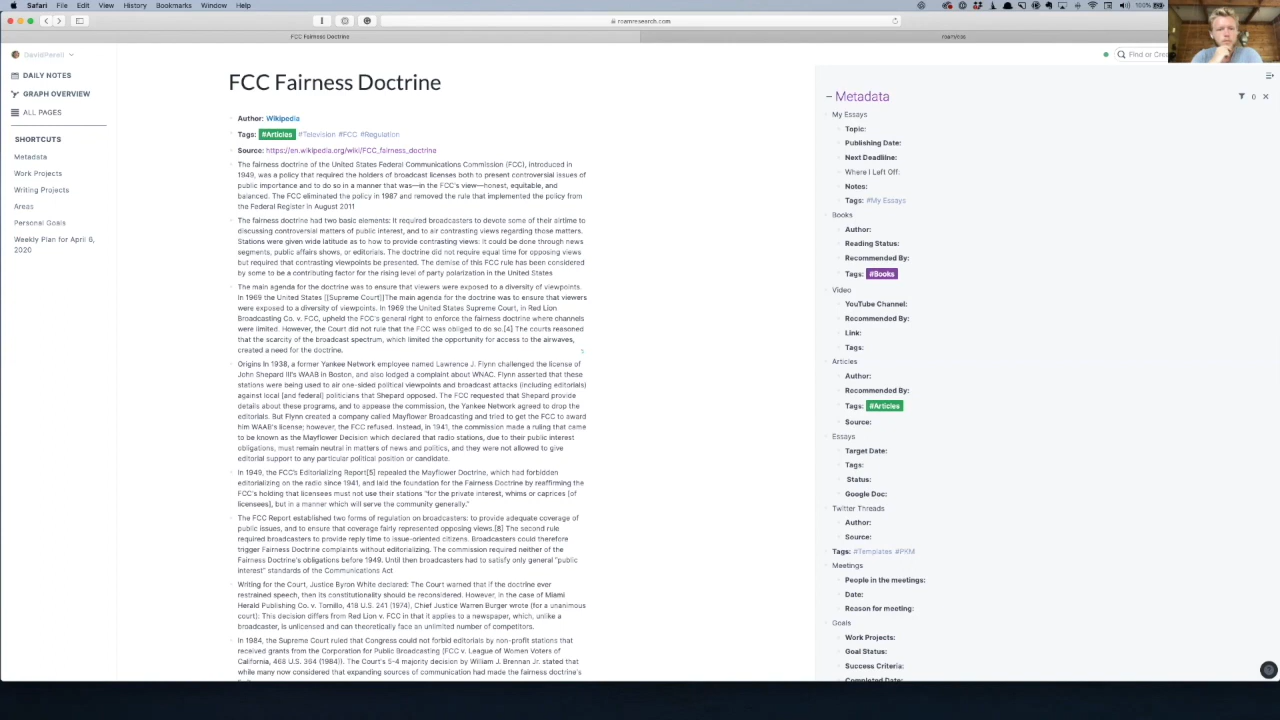 Safari File Edit View History Bookmarks Window Help
100%
roamresearch.com
FCC Fairness Doctrine
roamcos
DavidPerell
Find or Crea
DAILY NOTES
GRAPH OVERVIEW
ALL PAGES
SHORTCUTS
Metadata
Work Projects
Writing Projects
Areas
Personal Goals
Weekly Plan for April 6,
2020
FCC Fairness Doctrine
Author: Wikipedia
Tags: #Articles #Television #FCC #Regulation
Source: https://en.wikipedia.org/wiki/FCC_fairness_doctrine
The fairness doctrine of the United States Federal Communications Commission (FCC), introduced in
1949, was a policy that required the holders of broadcast licenses both to present controversial issues of
public importance and to do so in a manner that was—in the FCC's view—honest, equitable, and
balanced. The FCC eliminated the policy in 1987 and removed the rule that implemented the policy from
the Federal Register in August 2011
The fairness doctrine had two basic elements: It required broadcasters to devote some of their airtime to
discussing controversial matters of public interest, and to air contrasting views regarding those matters.
Stations were given wide latitude as to how to provide contrasting views: it could be done through news
segments, public affairs shows, or editorials. The doctrine did not require equal time for opposing views
but required that contrasting viewpoints be presented. The demise of this FCC rule has been considered
by some to be a contributing factor for the rising level of party polarization in the United States
The main agenda for the doctrine was to ensure that viewers were exposed to a diversity of viewpoints.
In 1969 the United States [[Supreme Court]]The main agenda for the doctrine was to ensure that viewers
were exposed to a diversity of viewpoints. In 1969 the United States Supreme Court, in Red Lion
Broadcasting Co. v. FCC, upheld the FCC's general right to enforce the fairness doctrine where channels
were limited. However, the Court did not rule that the FCC was obliged to do so.[4] The courts reasoned
that the scarcity of the broadcast spectrum, which limited the opportunity for access to the airwaves,
created a need for the doctrine.
Origins In 1938, a former Yankee Network employee named Lawrence J. Flynn challenged the license of
John Shepard III's WAAB in Boston, and also lodged a complaint about WNAC. Flynn asserted that these
stations were being used to air one-sided political viewpoints and broadcast attacks (including editorials)
against local [and federal] politicians that Shepard opposed. The FCC requested that Shepard provide
details about these programs, and to appease the commission, the Yankee Network agreed to drop the
editorials. But Flynn created a company called Mayflower Broadcasting and tried to get the FCC to award
him WAAB's license; however, the FCC refused. Instead, in 1941, the commission made a ruling that came
to be known as the Mayflower Decision which declared that radio stations, due to their public interest
obligations, must remain neutral in matters of news and politics, and they were not allowed to give
editorial support to any particular political position or candidate.
In 1949, the FCC's Editorializing Report[5] repealed the Mayflower Doctrine, which had forbidden
editorializing on the radio since 1941, and laid the foundation for the Fairness Doctrine by reaffirming the
FCC's holding that licensees must not use their stations "for the private interest, whims or caprices [of
licensees], but in a manner which will serve the community generally."
The FCC Report established two forms of regulation on broadcasters: to provide adequate coverage of
public issues, and to ensure that coverage fairly represented opposing views.[8] The second rule
required broadcasters to provide reply time to issue-oriented citizens. Broadcasters could therefore
trigger Fairness Doctrine complaints without editorializing. The commission required neither of the
Fairness Doctrine's obligations before 1949. Until then broadcasters had to satisfy only general "public
interest" standards of the Communications Act
Writing for the Court, Justice Byron White declared: The Court warned that if the doctrine ever
restrained speech, then its constitutionality should be reconsidered. However, in the case of Miami
Herald Publishing Co. v. Tornillo, 418 U.S. 241 (1974), Chief Justice Warren Burger wrote (for a unanimous
court): This decision differs from Red Lion v. FCC in that it applies to a newspaper, which, unlike a
broadcaster, is unlicensed and can theoretically face an unlimited number of competitors.
In 1984, the Supreme Court ruled that Congress could not forbid editorials by non-profit stations that
received grants from the Corporation for Public Broadcasting (FCC v. League of Women Voters of
California, 468 U.S. 364 (1984)). The Court's 5-4 majority decision by William J. Brennan Jr. stated that
while many now considered that expanding sources of communication had made the fairness doctrine's
Metadata
0
My Essays
Topic:
Publishing Date:
Next Deadline:
Where I Left Off:
Notes:
Tags: #My Essays
Books
Author:
Reading Status:
Recommended By:
Tags: #Books
Video
YouTube Channel:
Recommended By:
Link:
Tags:
Articles
Author:
Recommended By:
Tags: #Articles
Source:
Essays
Target Date:
Tags:
Status:
Google Doc:
Twitter Threads
Author:
Source:
Tags: #Templates #PKM
Meetings
People in the meetings:
Date:
Reason for meeting:
Goals
Work Projects:
Goal Status:
Success Criteria:
Completed Date: